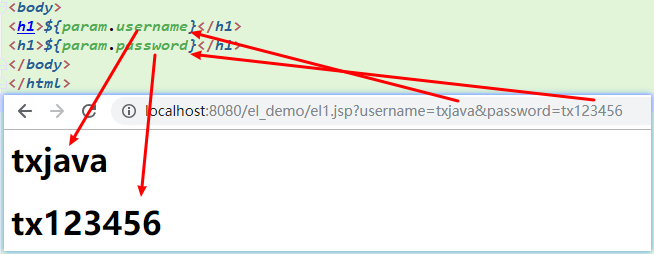 <body>
<h1>${param.username}</h1>
<h1>${param.password}</h1>
</body>
</html>
localhost:8080/el_demo/el1.jsp?username=txjava&password=tx123456
txjava
tx123456